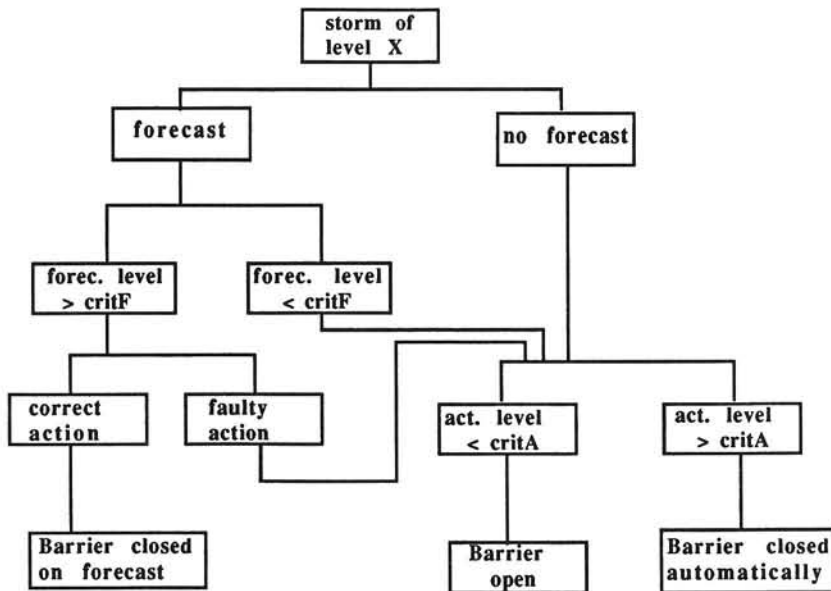 storm of
level X
forecast
no forecast
forec. level
> critF
forec. level
< critF
correct
action
faulty
action
act. level
< critA
act. level
> critA
Barrier closed
on forecast
Barrier
open
Barrier closed
automatically